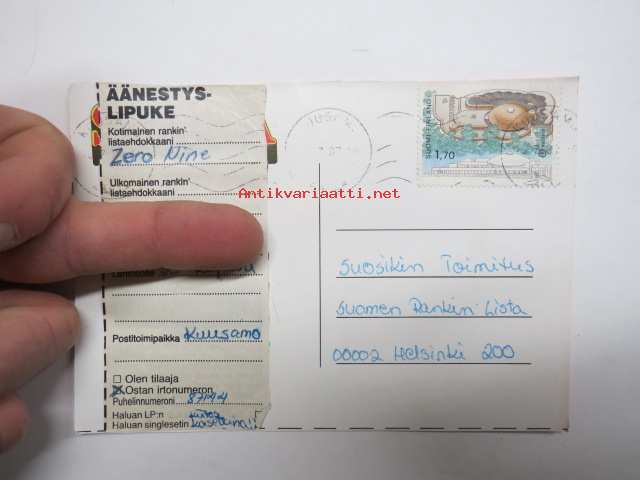 ÄÄNESTYS-
LIPUKE
Kotimainen rankin'
listaehdokkaani
Zero Nine
Ulkomainen rankin'
listaehdokkaani
Postitoimipaikka Kuusamo
Olen tilaaja
Ostan irtonumeron
Puhelinnumeroni
Haluan LP:n
Haluan singlesetin kasettina!!
SUOMI FINLAND
1,70
Antikvariaatti.net
Suosikin Toimitus
Suomen Rankin Lista
00002 Helsinki 200